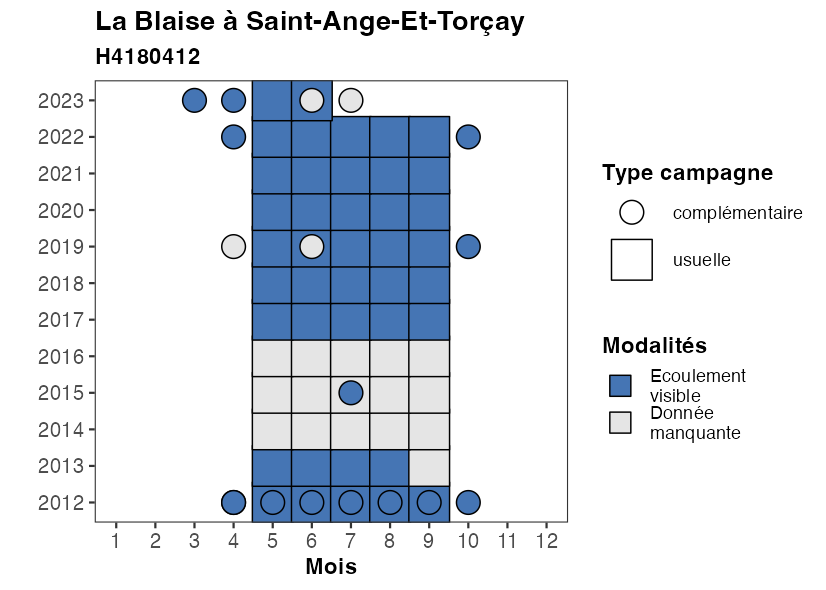 La Blaise à Saint-Ange-Et-Torçay
H4180412
2023
2022
2021
2020
2019
2018
2017
2016
2015
2014
2013
2012
1 2 3 4 5 6 7 8 9 10 11 12
Mois
Type campagne
complémentaire
usuelle
Modalités
Ecoulement
visible
Donnée
manquante